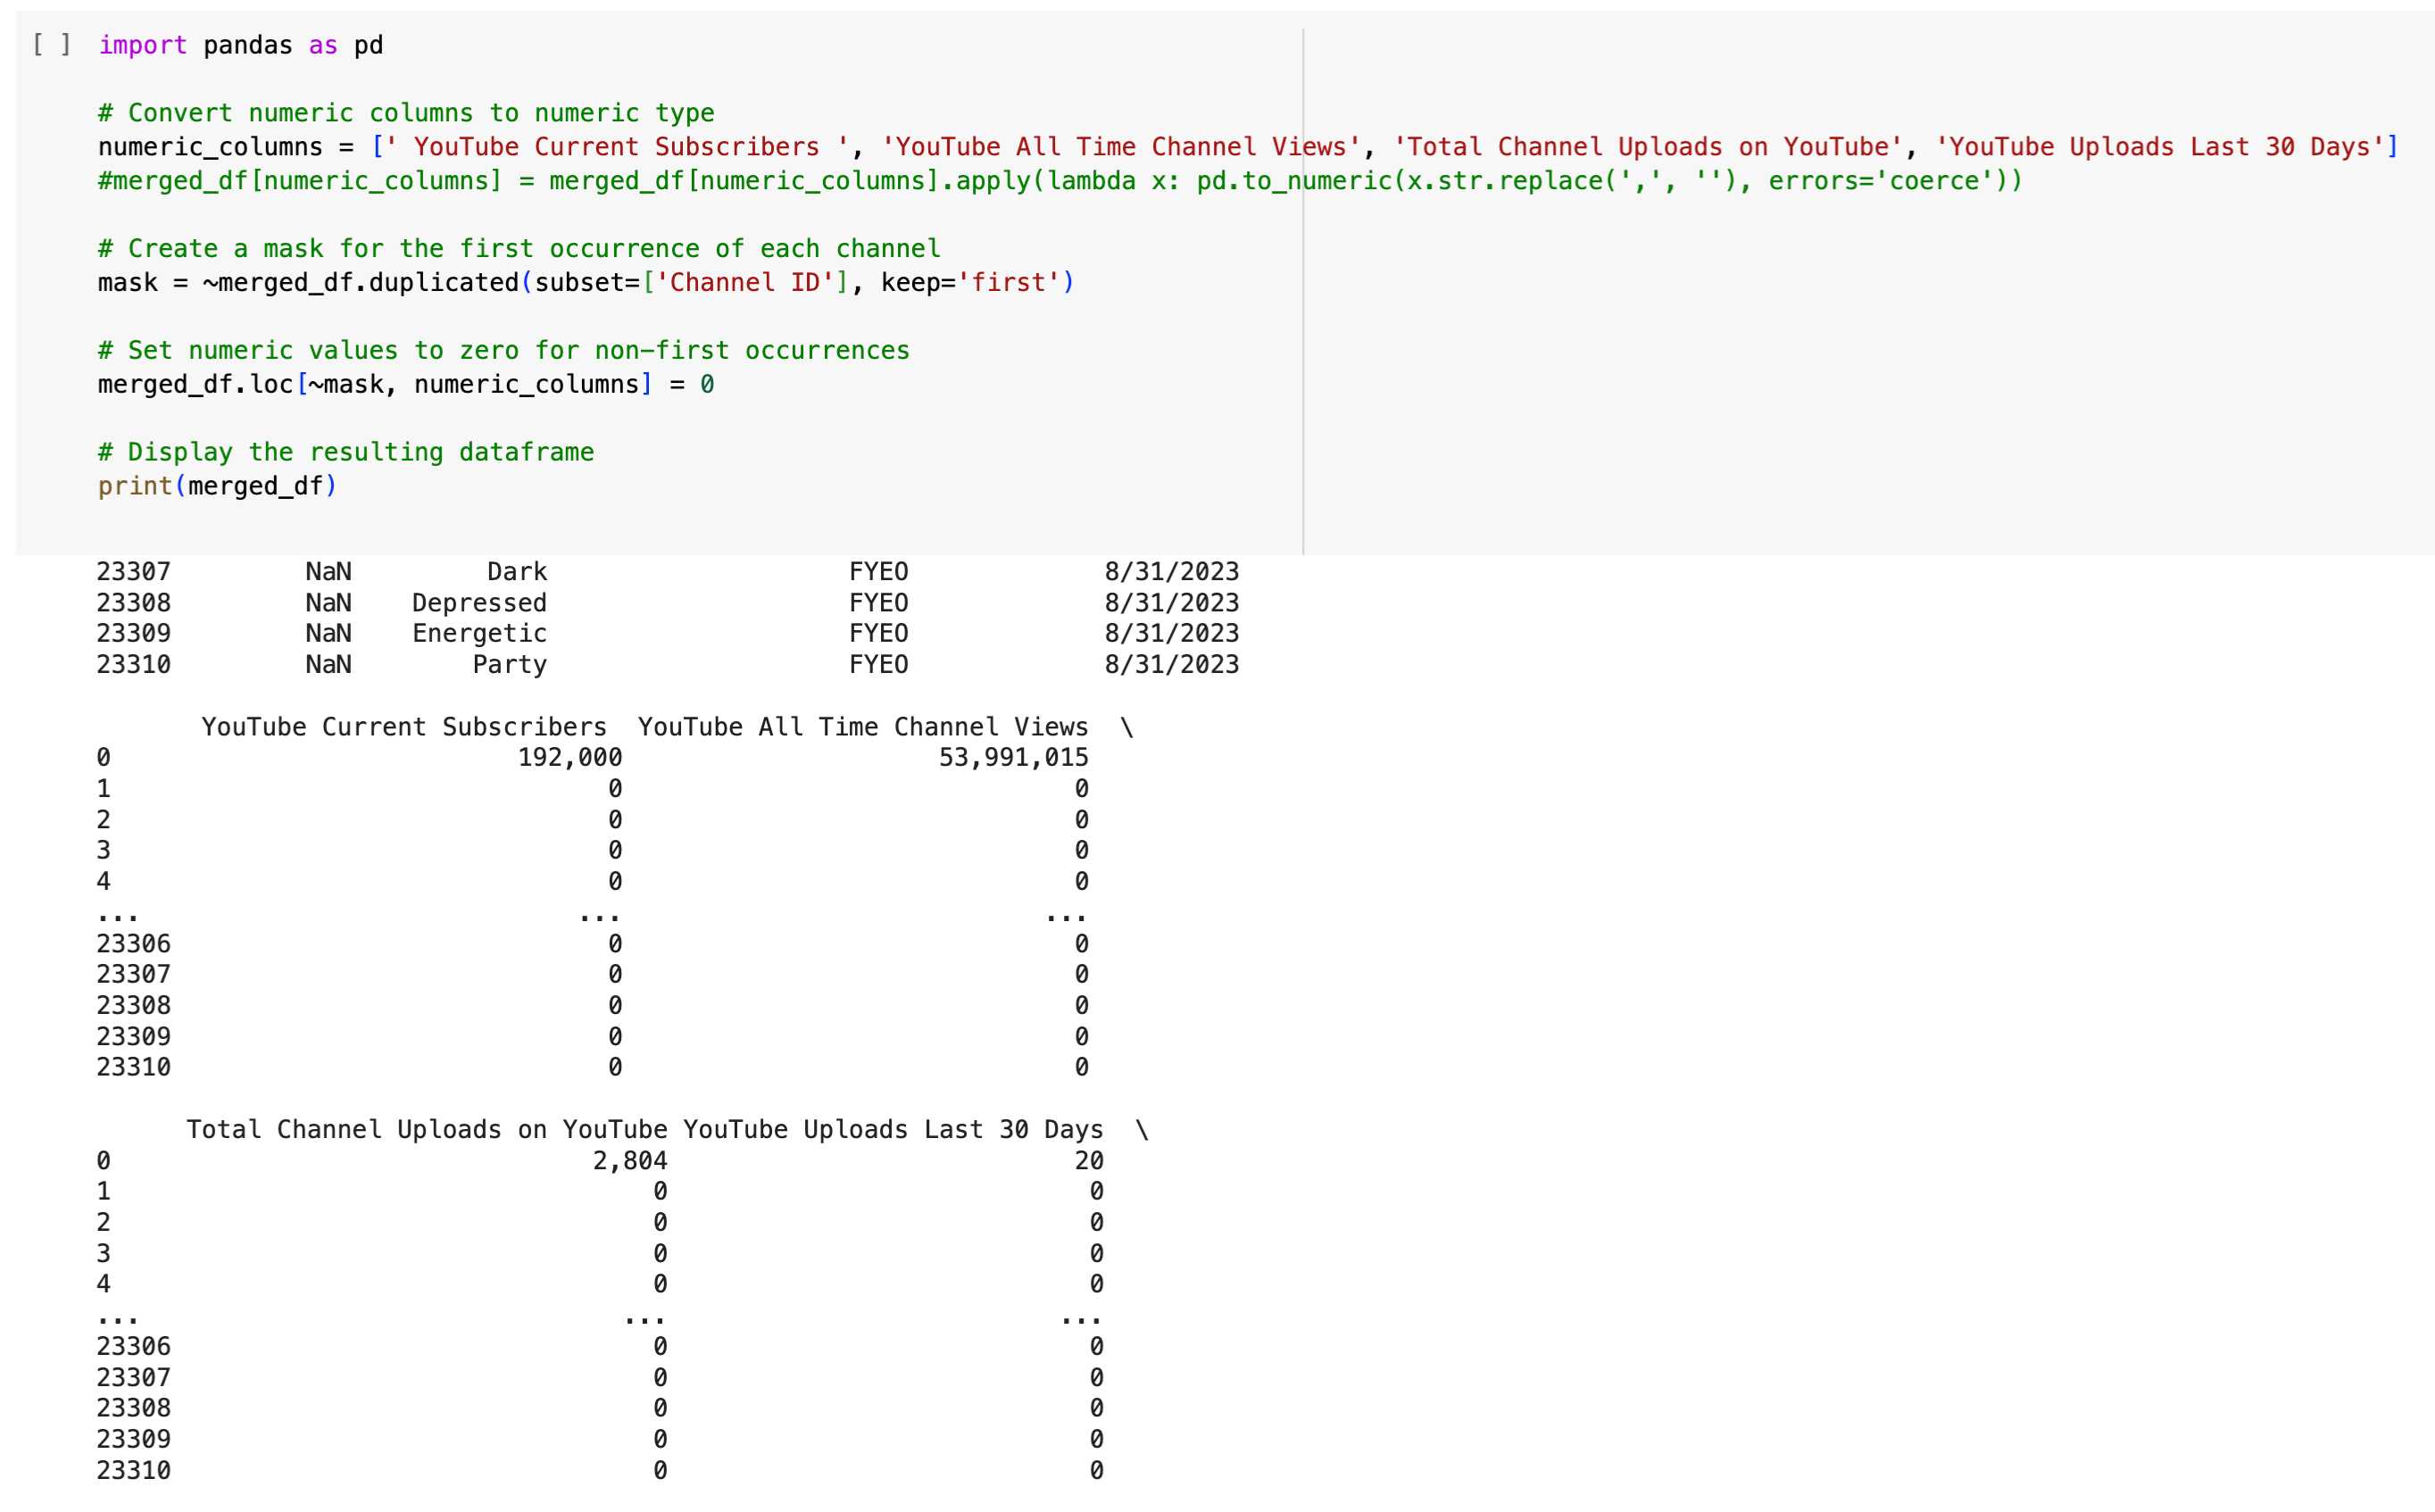 [ ] import pandas as pd
# Convert numeric columns to numeric type
numeric_columns = [' YouTube Current Subscribers ', 'YouTube All Time Channel Views', 'Total Channel Uploads on YouTube', 'YouTube Uploads Last 30 Days']
#merged_df[numeric_columns] = merged_df[numeric_columns].apply(lambda x: pd.to_numeric(x.str.replace(',', ''), errors='coerce'))
# Create a mask for the first occurrence of each channel
mask = ~merged_df.duplicated(subset=['Channel ID'], keep='first')
# Set numeric values to zero for non-first occurrences
merged_df.loc[~mask, numeric_columns] = 0
# Display the resulting dataframe
print(merged_df)
23307 NaN Dark FYEO 8/31/2023
23308 NaN Depressed FYEO 8/31/2023
23309 NaN Energetic FYEO 8/31/2023
23310 NaN Party FYEO 8/31/2023
YouTube Current Subscribers YouTube All Time Channel Views \
0 192,000 53,991,015
1 0 0
2 0 0
3 0 0
4 0 0
... ... ...
23306 0 0
23307 0 0
23308 0 0
23309 0 0
23310 0 0
Total Channel Uploads on YouTube YouTube Uploads Last 30 Days \
0 2,804 20
1 0 0
2 0 0
3 0 0
4 0 0
... ... ...
23306 0 0
23307 0 0
23308 0 0
23309 0 0
23310 0 0